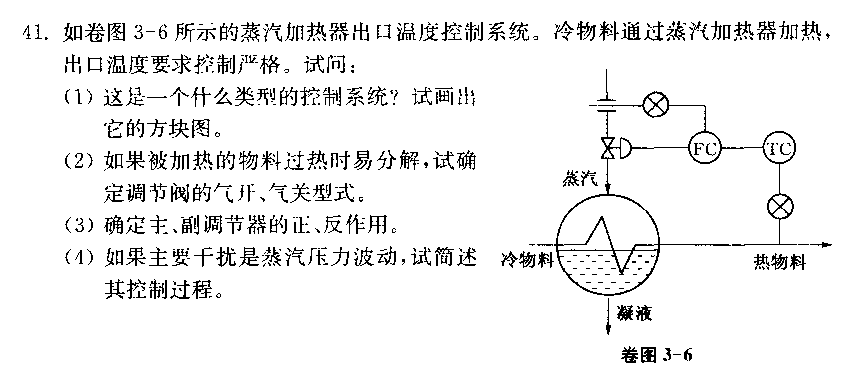 41. 如卷图 3-6 所示的蒸汽加热器出口温度控制系统。冷物料通过蒸汽加热器加热，
出口温度要求控制严格。试问：
(1) 这是一个什么类型的控制系统？试画出
它的方块图。
(2) 如果被加热的物料过热时易分解，试确
定调节阀的气开、气关型式。
(3) 确定主、副调节器的正、反作用。
(4) 如果主要干扰是蒸汽压力波动，试简述
其控制过程。
FC
TC
蒸汽
冷物料
热物料
凝液
卷图 3-6